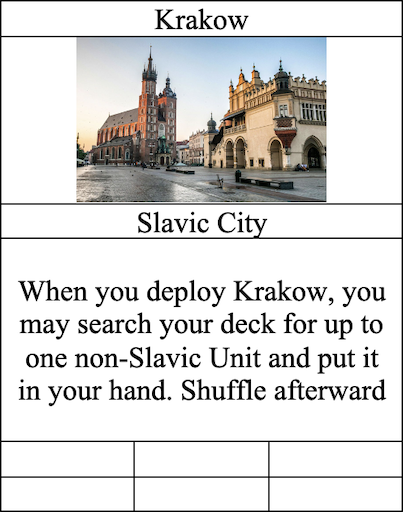 Krakow
Slavic City
When you deploy Krakow, you
may search your deck for up to
one non-Slavic Unit and put it
in your hand. Shuffle afterward